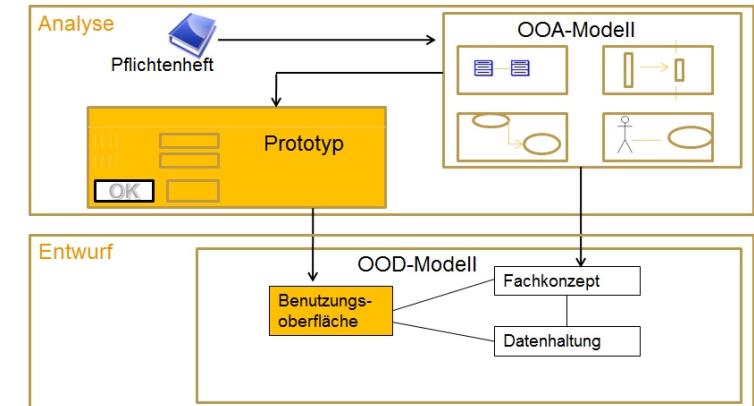 Analyse
Pflichtenheft
OOA-Modell
Prototyp
OK
Entwurf
OOD-Modell
Benutzungs-
oberfläche
Fachkonzept
Datenhaltung